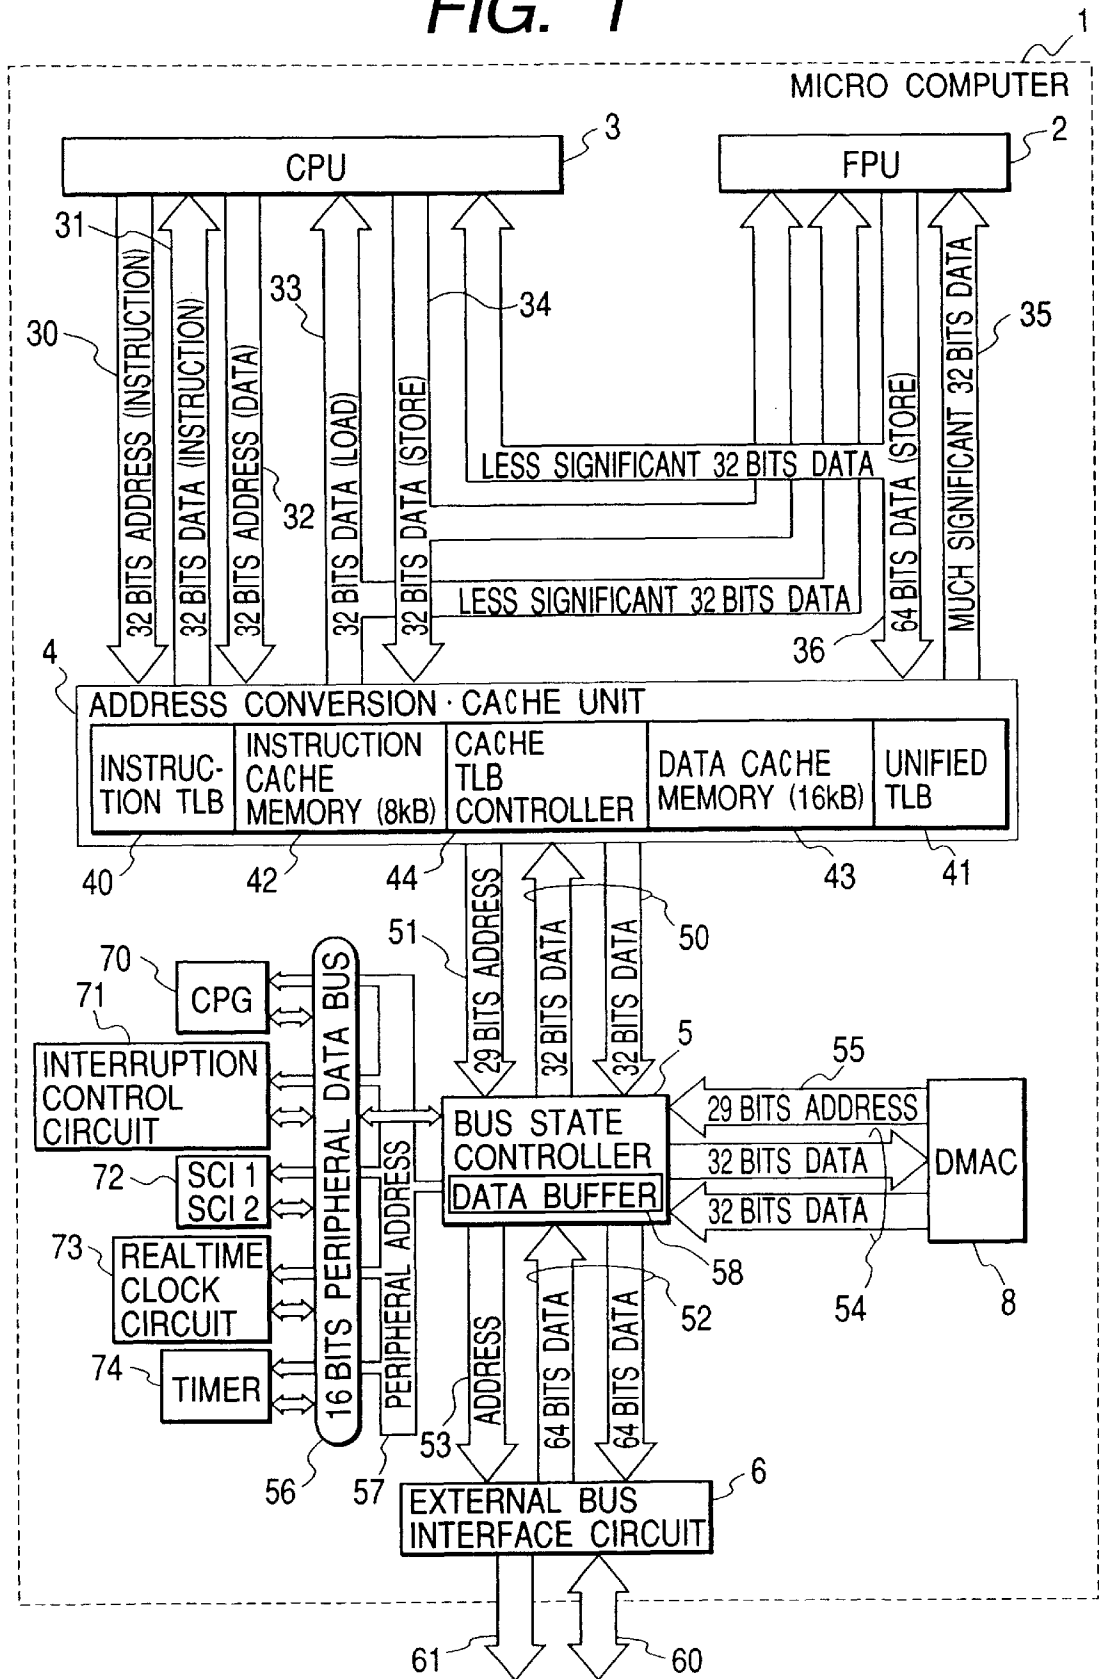 FIG. 1
1
MICRO COMPUTER
3
2
CPU
FPU
31
30
33
34
35
32
32 BITS ADDRESS (INSTRUCTION)
32 BITS DATA (INSTRUCTION)
32 BITS ADDRESS (DATA)
32 BITS DATA (LOAD)
32 BITS DATA (STORE)
LESS SIGNIFICANT 32 BITS DATA
LESS SIGNIFICANT 32 BITS DATA
64 BITS DATA (STORE)
MUCH SIGNIFICANT 32 BITS DATA
36
4
ADDRESS CONVERSION · CACHE UNIT
INSTRUC-
TION TLB
INSTRUCTION
CACHE
MEMORY (8kB)
CACHE
TLB
CONTROLLER
DATA CACHE
MEMORY (16kB)
UNIFIED
TLB
40
42
44
43
41
51
50
29 BITS ADDRESS
32 BITS DATA
32 BITS DATA
70
CPG
71
INTERRUPTION
CONTROL
CIRCUIT
72
SCI 1
SCI 2
73
REALTIME
CLOCK
CIRCUIT
74
TIMER
16 BITS PERIPHERAL DATA BUS
PERIPHERAL ADDRESS
56
57
5
BUS STATE
CONTROLLER
DATA BUFFER
58
55
29 BITS ADDRESS
32 BITS DATA
32 BITS DATA
54
DMAC
8
52
53
ADDRESS
64 BITS DATA
64 BITS DATA
6
EXTERNAL BUS
INTERFACE CIRCUIT
61
60